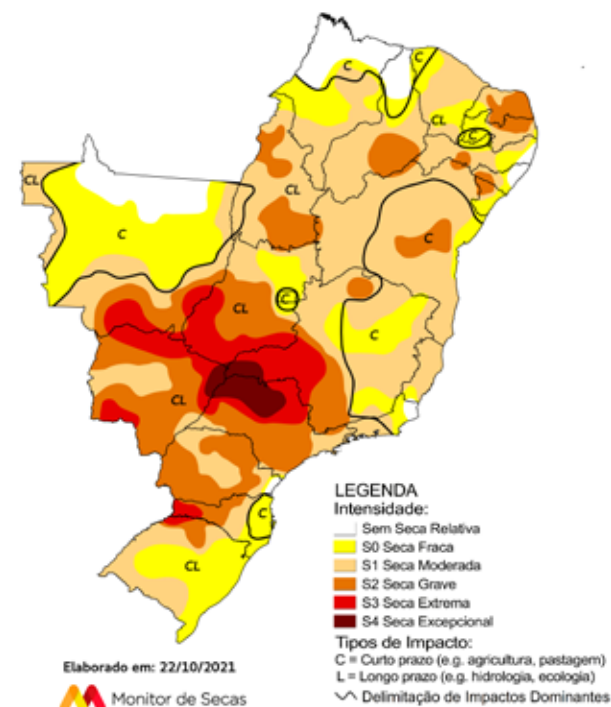 C
C
CL
C
CL
CL
C
C
C
CL
C
CL
C
CL
LEGENDA
Intensidade:
Sem Seca Relativa
S0 Seca Fraca
S1 Seca Moderada
S2 Seca Grave
S3 Seca Extrema
S4 Seca Excepcional
Tipos de Impacto:
C = Curto prazo (e.g. agricultura, pastagem)
L = Longo prazo (e.g. hidrologia, ecologia)
Delimitação de Impactos Dominantes
Elaborado em: 22/10/2021
Monitor de Secas